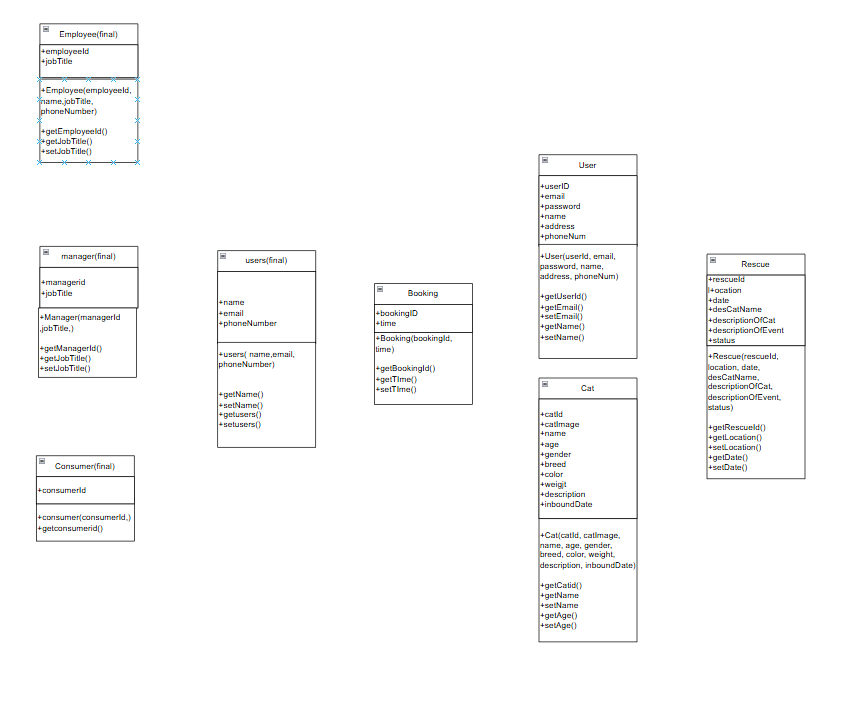 Employee(final)
+employeeId
+jobTitle
+Employee(employeeId,
name,jobTitle,
phoneNumber)
+getEmployeeId()
+getJobTitle()
+setJobTitle()
manager(final)
+managerid
+jobTitle
+Manager(managerId
,jobTitle,)
+getManagerId()
+getJobTitle()
+setJobTitle()
Consumer(final)
+consumerId
+consumer(consumerId,)
+getconsumerid()
users(final)
+name
+email
+phoneNumber
+users( name,email,
phoneNumber)
+getName()
+setName()
+getusers()
+setusers()
Booking
+bookingID
+time
+Booking(bookingId,
time)
+getBookingId()
+getTIme()
+setTIme()
User
+userID
+email
+password
+name
+address
+phoneNum
+User(userId, email,
password, name,
address, phoneNum)
+getUserId()
+getEmail()
+setEmail()
+getName()
+setName()
Cat
+catId
+catImage
+name
+age
+gender
+breed
+color
+weigjt
+description
+inboundDate
+Cat(catId, catImage,
name, age, gender,
breed, color, weight,
description, inboundDate)
+getCatid()
+getName
+setName
+getAge()
+setAge()
Rescue
+rescueId
l+ocation
+date
+desCatName
+descriptionOfCat
+descriptionOfEvent
+status
+Rescue(rescueId,
location, date,
desCatName,
descriptionOfCat,
descriptionOfEvent,
status)
+getRescueId()
+getLocation()
+setLocation()
+getDate()
+setDate()